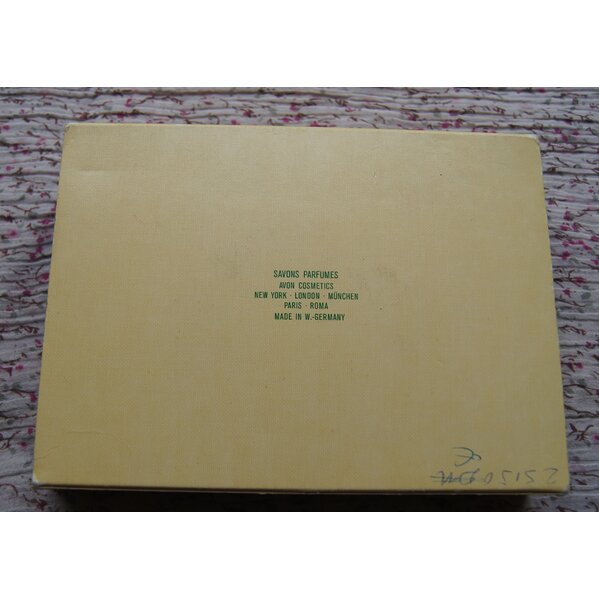 SAVONS PARFUMES
AVON COSMETICS
NEW YORK · LONDON · MÜNCHEN
PARIS · ROMA
MADE IN W.-GERMANY